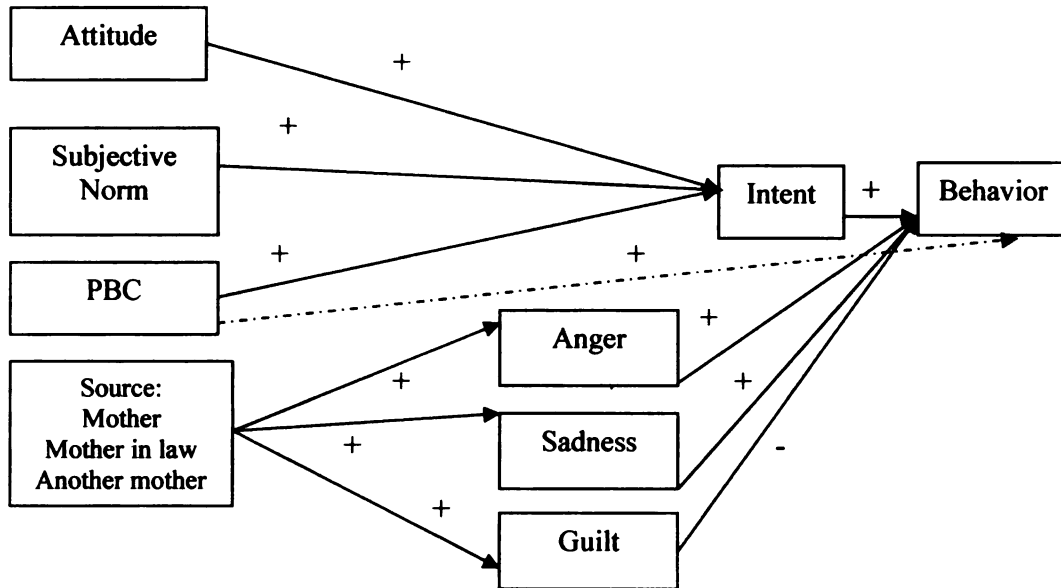 Attitude
+
+
Subjective
Norm
Intent
+
Behavior
+
+
PBC
Anger
+
Source:
Mother
Mother in law
Another mother
+
+
+
Sadness
-
+
Guilt